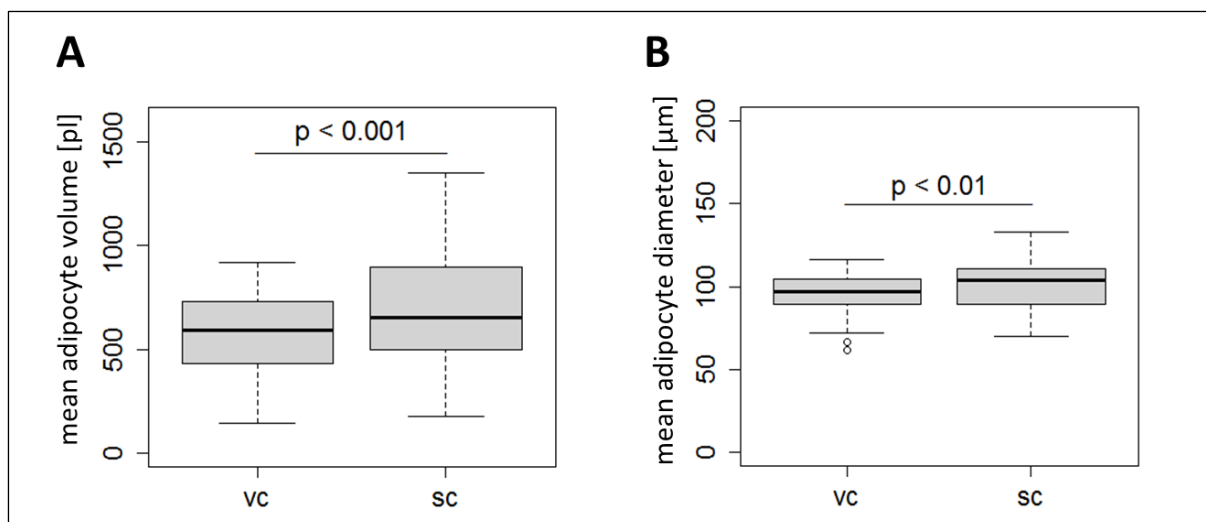 A
mean adipocyte volume [pl]
1500
1000
500
0
p < 0.001
vc
sc
B
mean adipocyte diameter [µm]
200
150
100
50
0
p < 0.01
vc
sc